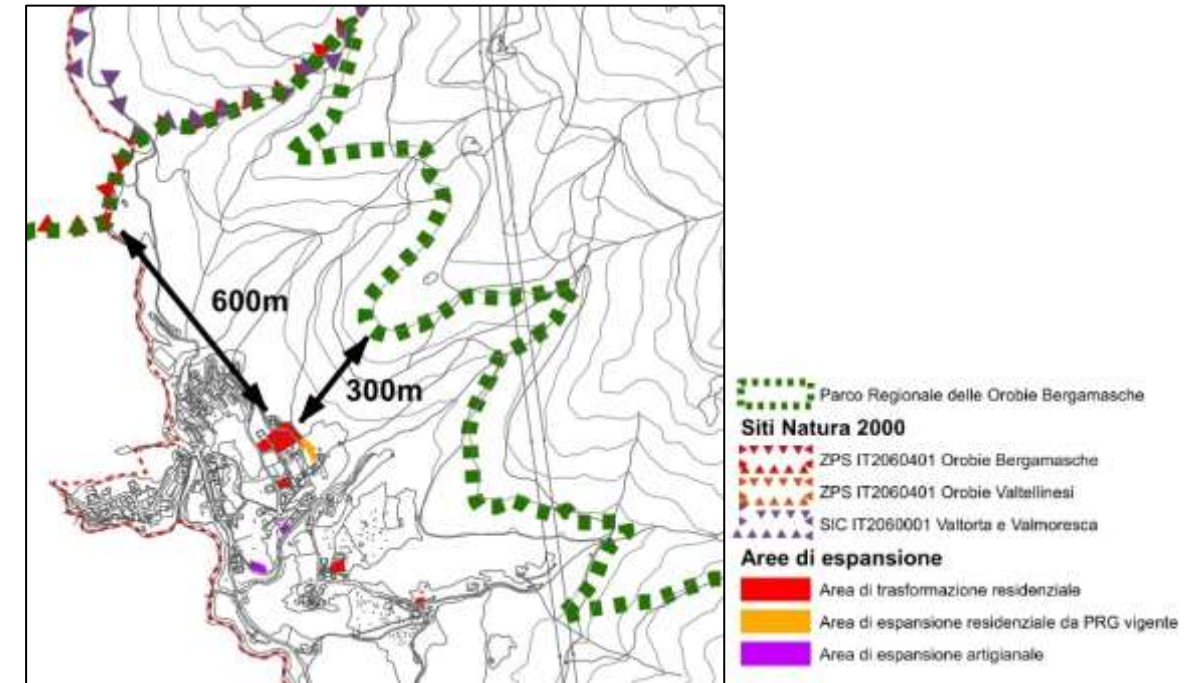 600m
300m
Parco Regionale delle Orobie Bergamasche
Siti Natura 2000
ZPS IT2060401 Orobie Bergamasche
ZPS IT2060401 Orobie Valtellinesi
SIC IT2060001 Valtorta e Valmoresca
Aree di espansione
Area di trasformazione residenziale
Area di espansione residenziale da PRG vigente
Area di espansione artigianale